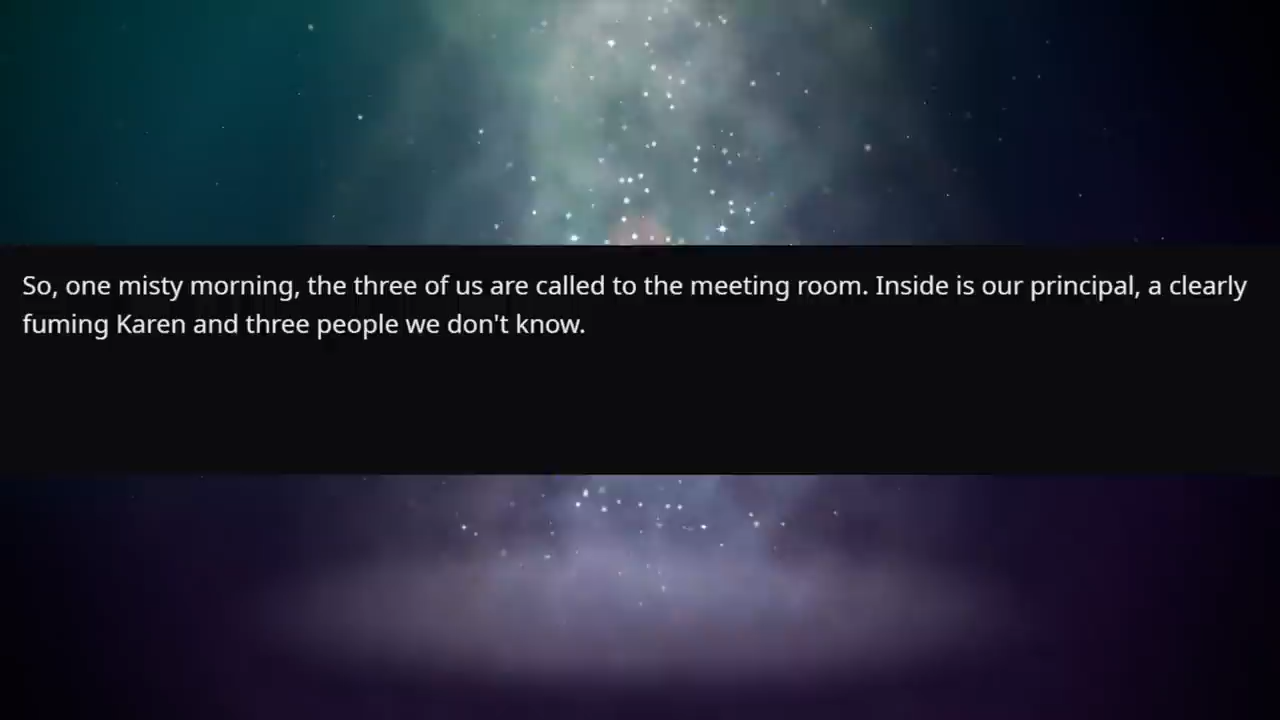 So, one misty morning, the three of us are called to the meeting room. Inside is our principal, a clearly
fuming Karen and three people we don't know.